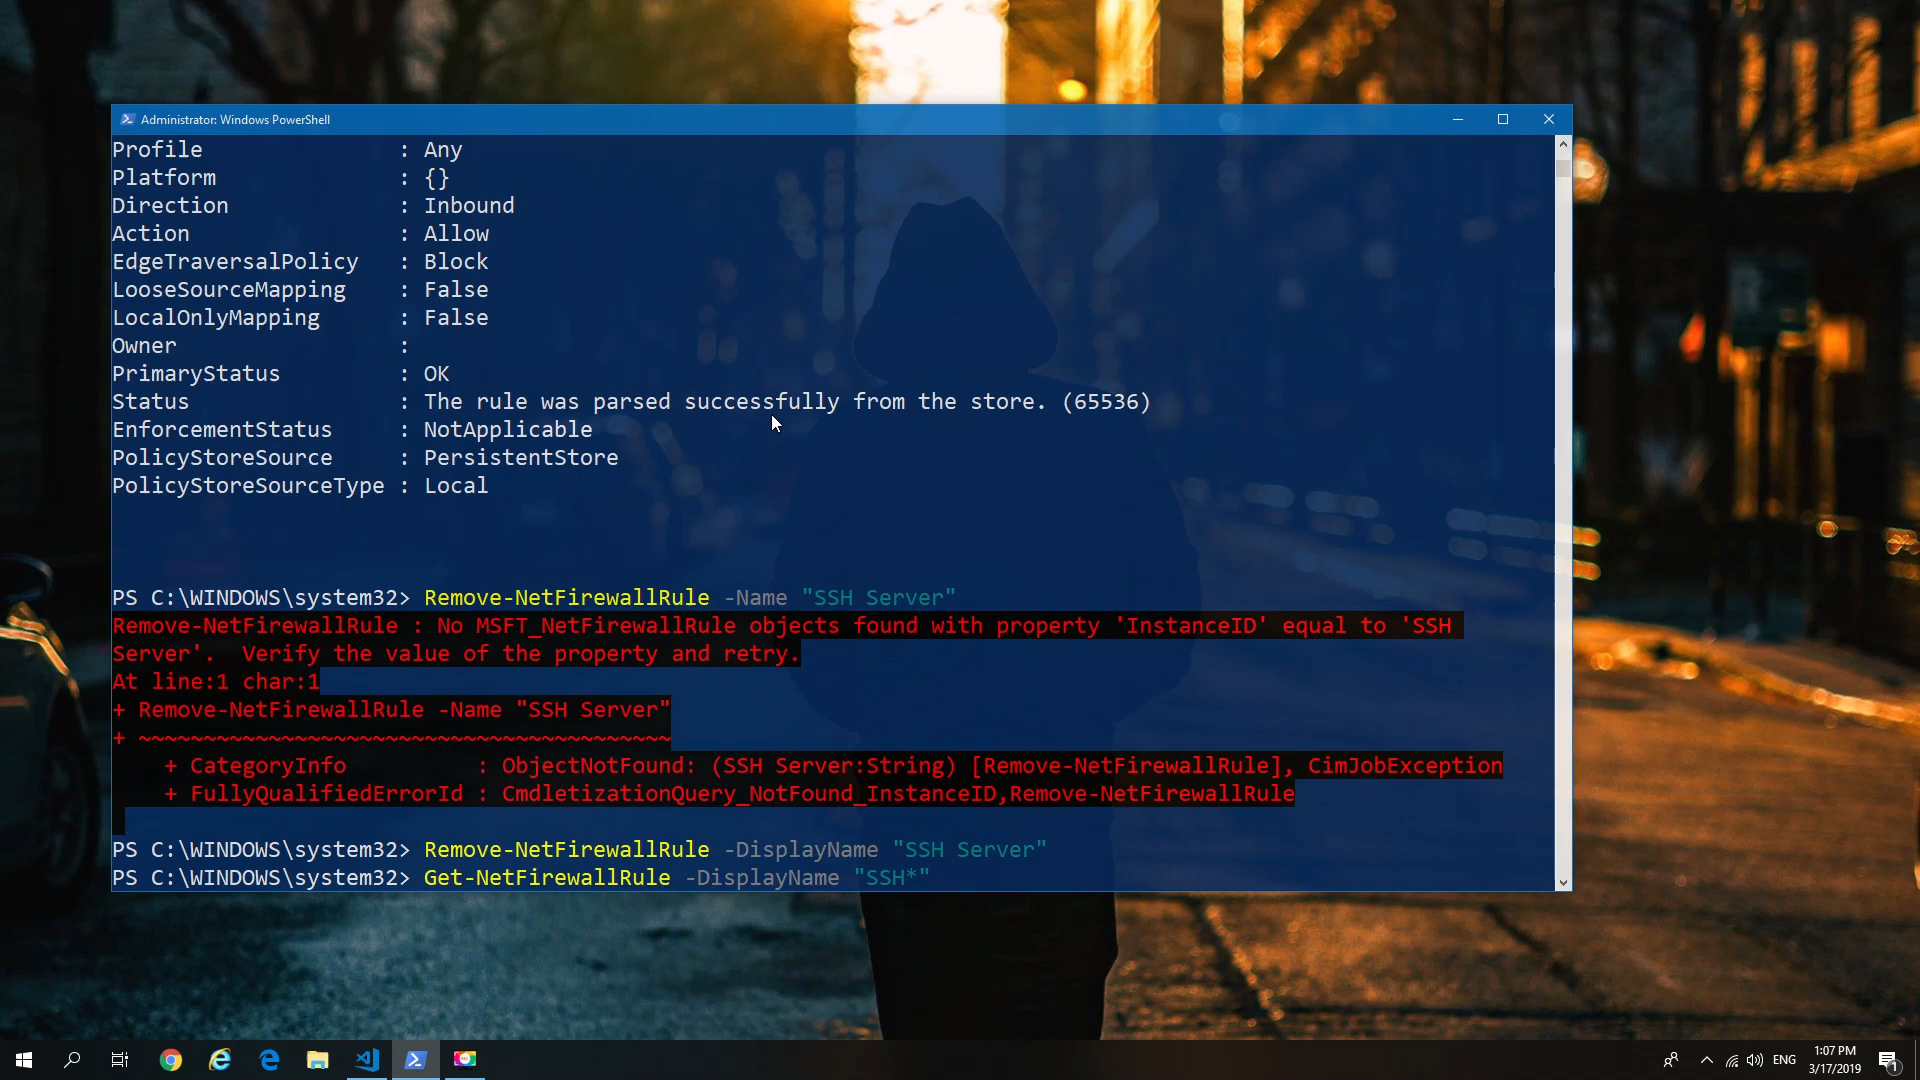 Administrator: Windows PowerShell
Profile : Any
Platform : {}
Direction : Inbound
Action : Allow
EdgeTraversalPolicy : Block
LooseSourceMapping : False
LocalOnlyMapping : False
Owner :
PrimaryStatus : OK
Status : The rule was parsed successfully from the store. (65536)
EnforcementStatus : NotApplicable
PolicyStoreSource : PersistentStore
PolicyStoreSourceType : Local
PS C:\WINDOWS\system32> Remove-NetFirewallRule -Name "SSH Server"
Remove-NetFirewallRule : No MSFT_NetFirewallRule objects found with property 'InstanceID' equal to 'SSH
Server'.  Verify the value of the property and retry.
At line:1 char:1
+ Remove-NetFirewallRule -Name "SSH Server"
+ ~~~~~~~~~~~~~~~~~~~~~~~~~~~~~~~~~~~~~~~~~
+ CategoryInfo : ObjectNotFound: (SSH Server:String) [Remove-NetFirewallRule], CimJobException
+ FullyQualifiedErrorId : CmdletizationQuery_NotFound_InstanceID,Remove-NetFirewallRule
PS C:\WINDOWS\system32> Remove-NetFirewallRule -DisplayName "SSH Server"
PS C:\WINDOWS\system32> Get-NetFirewallRule -DisplayName "SSH*"
ENG
1:07 PM
3/17/2019
1